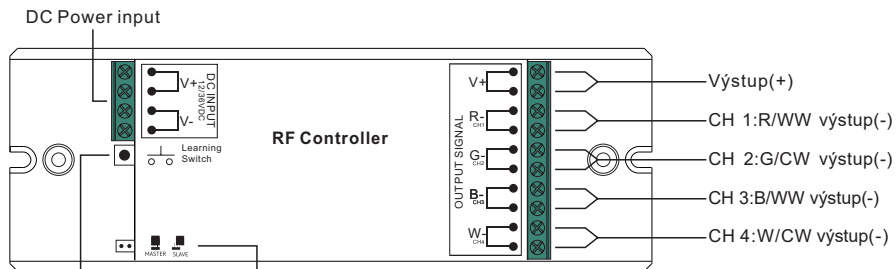 DC Power input
V+
V-
DC INPUT
12/36VDC
Learning
Switch
MASTER SLAVE
RF Controller
OUTPUT SIGNAL
V+
R-
CH1
G-
CH2
B-
CH3
W-
CH4
Výstup(+)
CH 1:R/WW výstup(-)
CH 2:G/CW výstup(-)
CH 3:B/WW výstup(-)
CH 4:W/CW výstup(-)